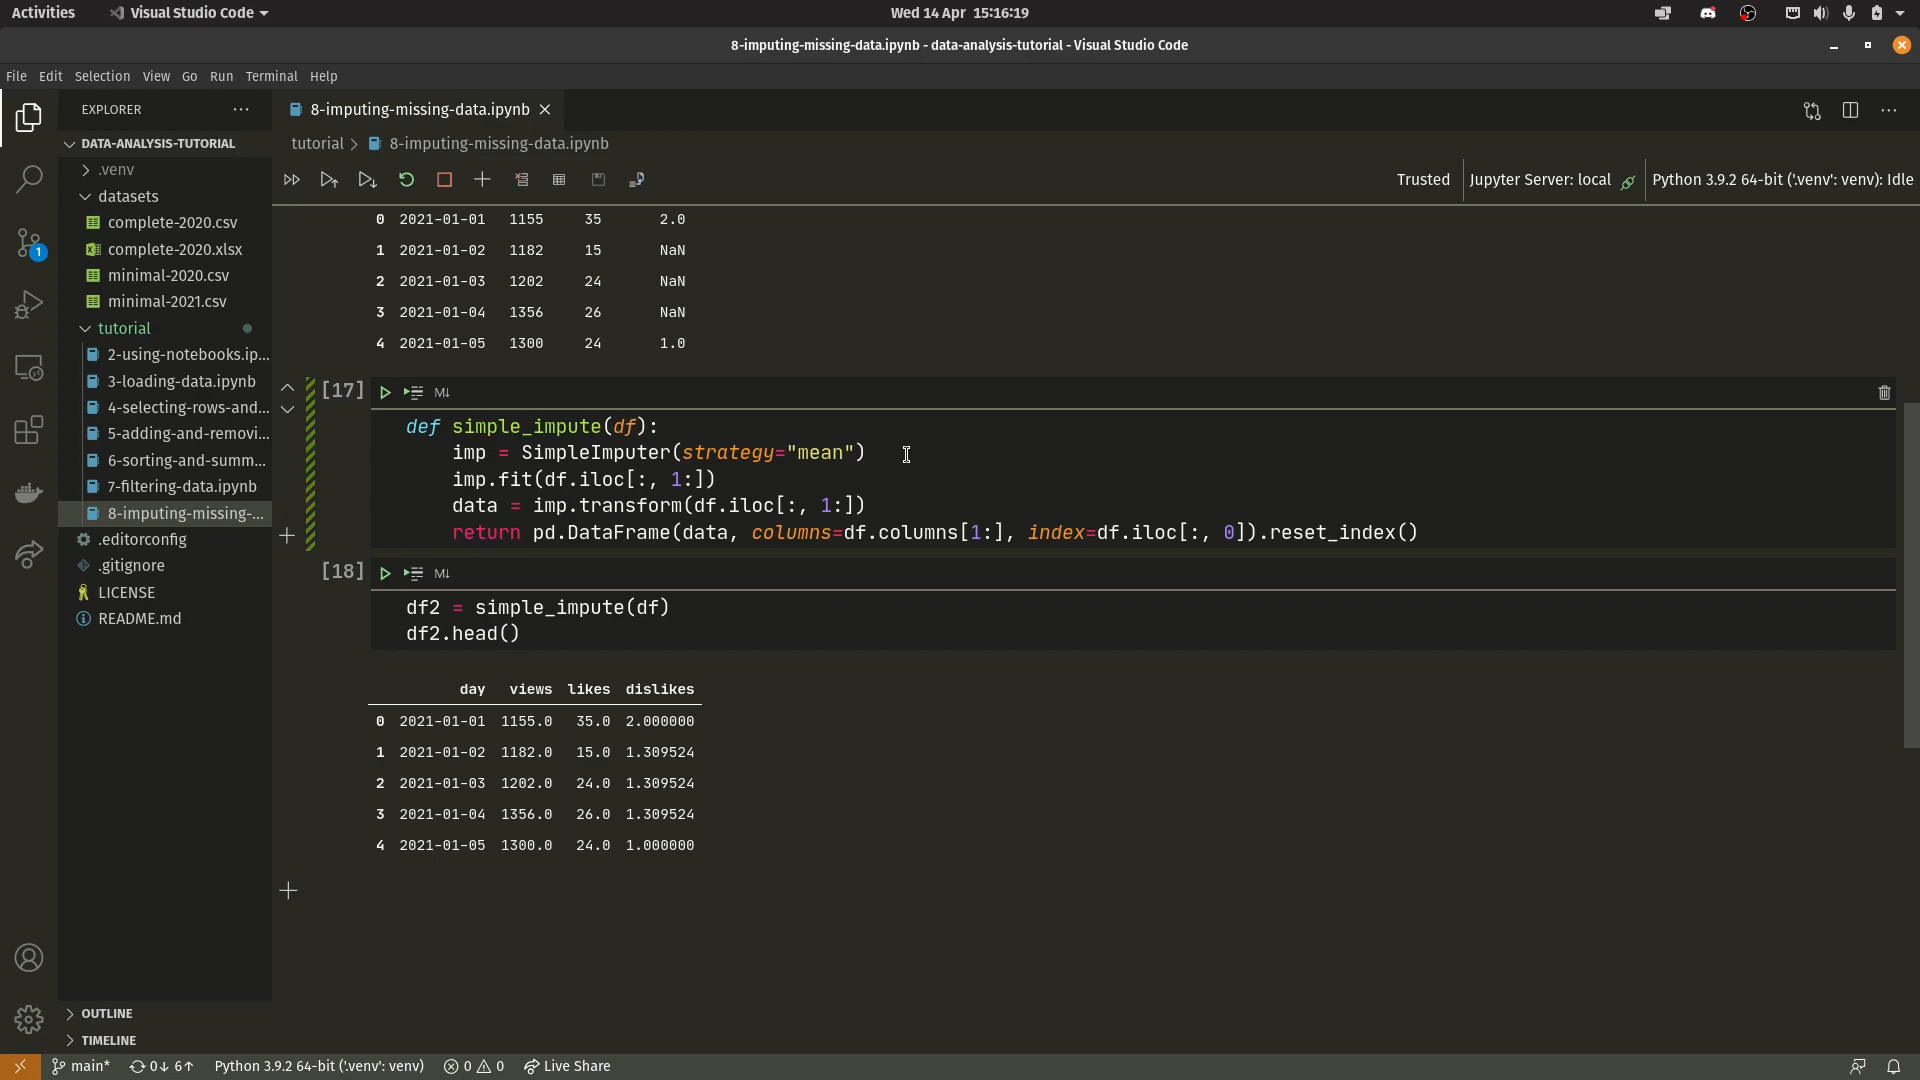 Activities Visual Studio Code Wed 14 Apr 15:16:19
8-imputing-missing-data.ipynb - data-analysis-tutorial - Visual Studio Code
File Edit Selection View Go Run Terminal Help
EXPLORER
8-imputing-missing-data.ipynb
DATA-ANALYSIS-TUTORIAL
tutorial > 8-imputing-missing-data.ipynb
.venv
Trusted Jupyter Server: local Python 3.9.2 64-bit ('.venv': venv): Idle
datasets
complete-2020.csv
complete-2020.xlsx
minimal-2020.csv
minimal-2021.csv
tutorial
2-using-notebooks.ip...
3-loading-data.ipynb
4-selecting-rows-and...
5-adding-and-removi...
6-sorting-and-summ...
7-filtering-data.ipynb
8-imputing-missing-...
.editorconfig
.gitignore
LICENSE
README.md
OUTLINE
TIMELINE
0 2021-01-01 1155 35 2.0
1 2021-01-02 1182 15 NaN
2 2021-01-03 1202 24 NaN
3 2021-01-04 1356 26 NaN
4 2021-01-05 1300 24 1.0
[17] M↓
def simple_impute(df):
imp = SimpleImputer(strategy="mean")
imp.fit(df.iloc[:, 1:])
data = imp.transform(df.iloc[:, 1:])
return pd.DataFrame(data, columns=df.columns[1:], index=df.iloc[:, 0]).reset_index()
[18] M↓
df2 = simple_impute(df)
df2.head()
day views likes dislikes
0 2021-01-01 1155.0 35.0 2.000000
1 2021-01-02 1182.0 15.0 1.309524
2 2021-01-03 1202.0 24.0 1.309524
3 2021-01-04 1356.0 26.0 1.309524
4 2021-01-05 1300.0 24.0 1.000000
main* 0↓ 6↑ Python 3.9.2 64-bit ('.venv': venv) 0 0 Live Share